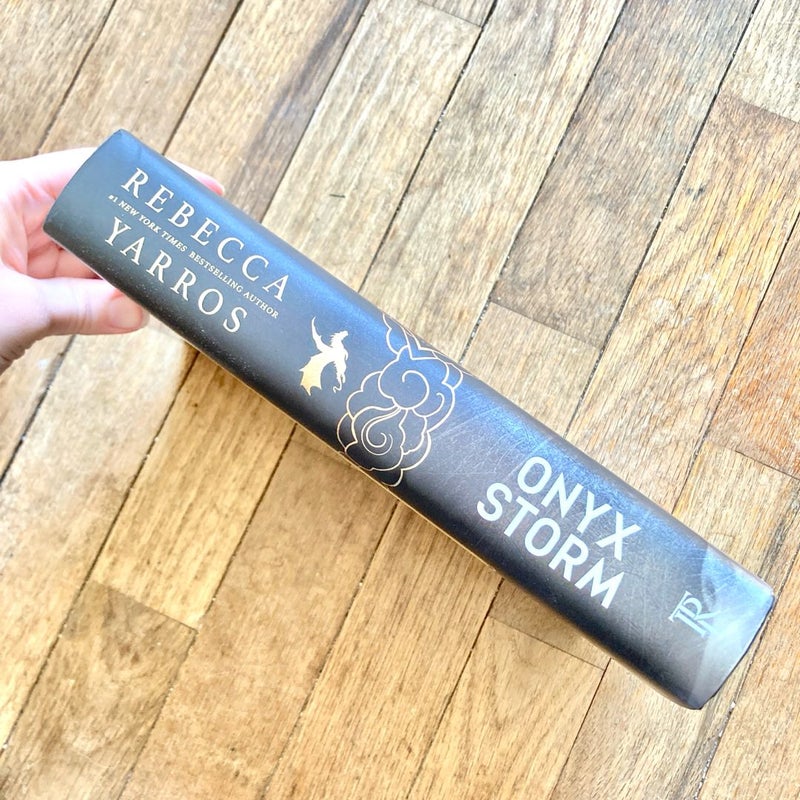 REBECCA
#1 NEW YORK TIMES BESTSELLING AUTHOR
YARROS
ONYX
STORM